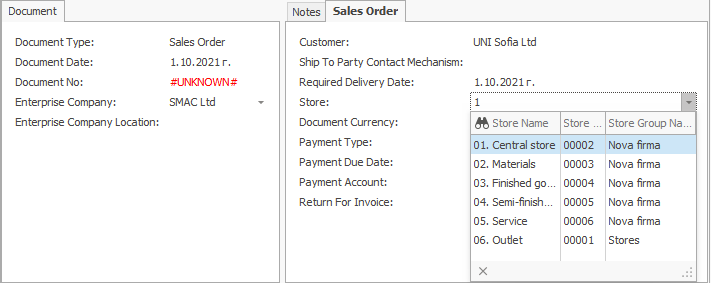 Document
Document Type: Sales Order
Document Date: 1.10.2021 г.
Document No: #UNKNOWN#
Enterprise Company: SMAC Ltd
Enterprise Company Location:
Notes Sales Order
Customer: UNI Sofia Ltd
Ship To Party Contact Mechanism:
Required Delivery Date: 1.10.2021 г.
Store: 1
Document Currency:
Payment Type:
Payment Due Date:
Payment Account:
Return For Invoice:
Store Name Store ... Store Group Na...
01. Central store 00002 Nova firma
02. Materials 00003 Nova firma
03. Finished go... 00004 Nova firma
04. Semi-finish... 00005 Nova firma
05. Service 00006 Nova firma
06. Outlet 00001 Stores